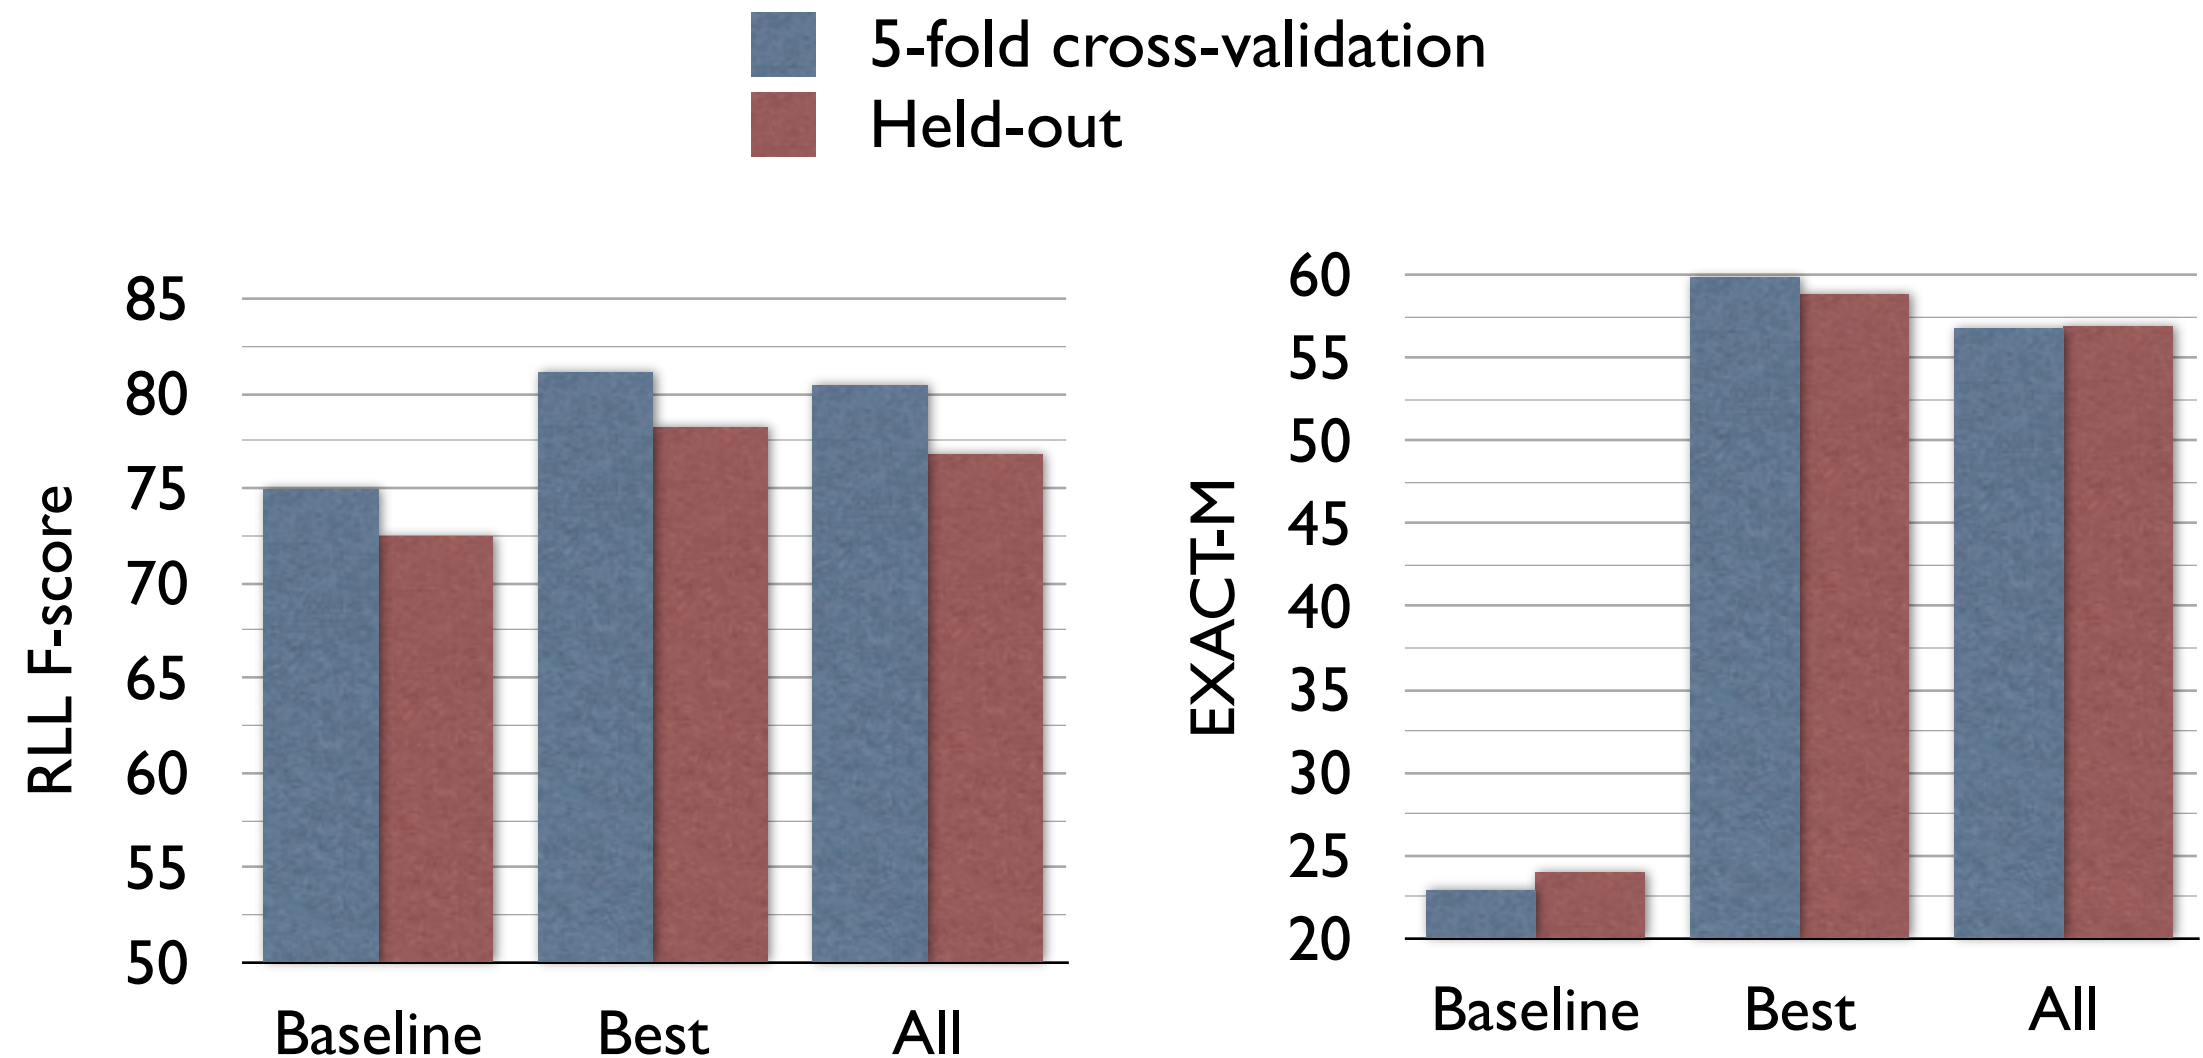 5-fold cross-validation
Held-out
RLL F-score
85
80
75
70
65
60
55
50
Baseline Best All
EXACT-M
60
55
50
45
40
35
30
25
20
Baseline Best All